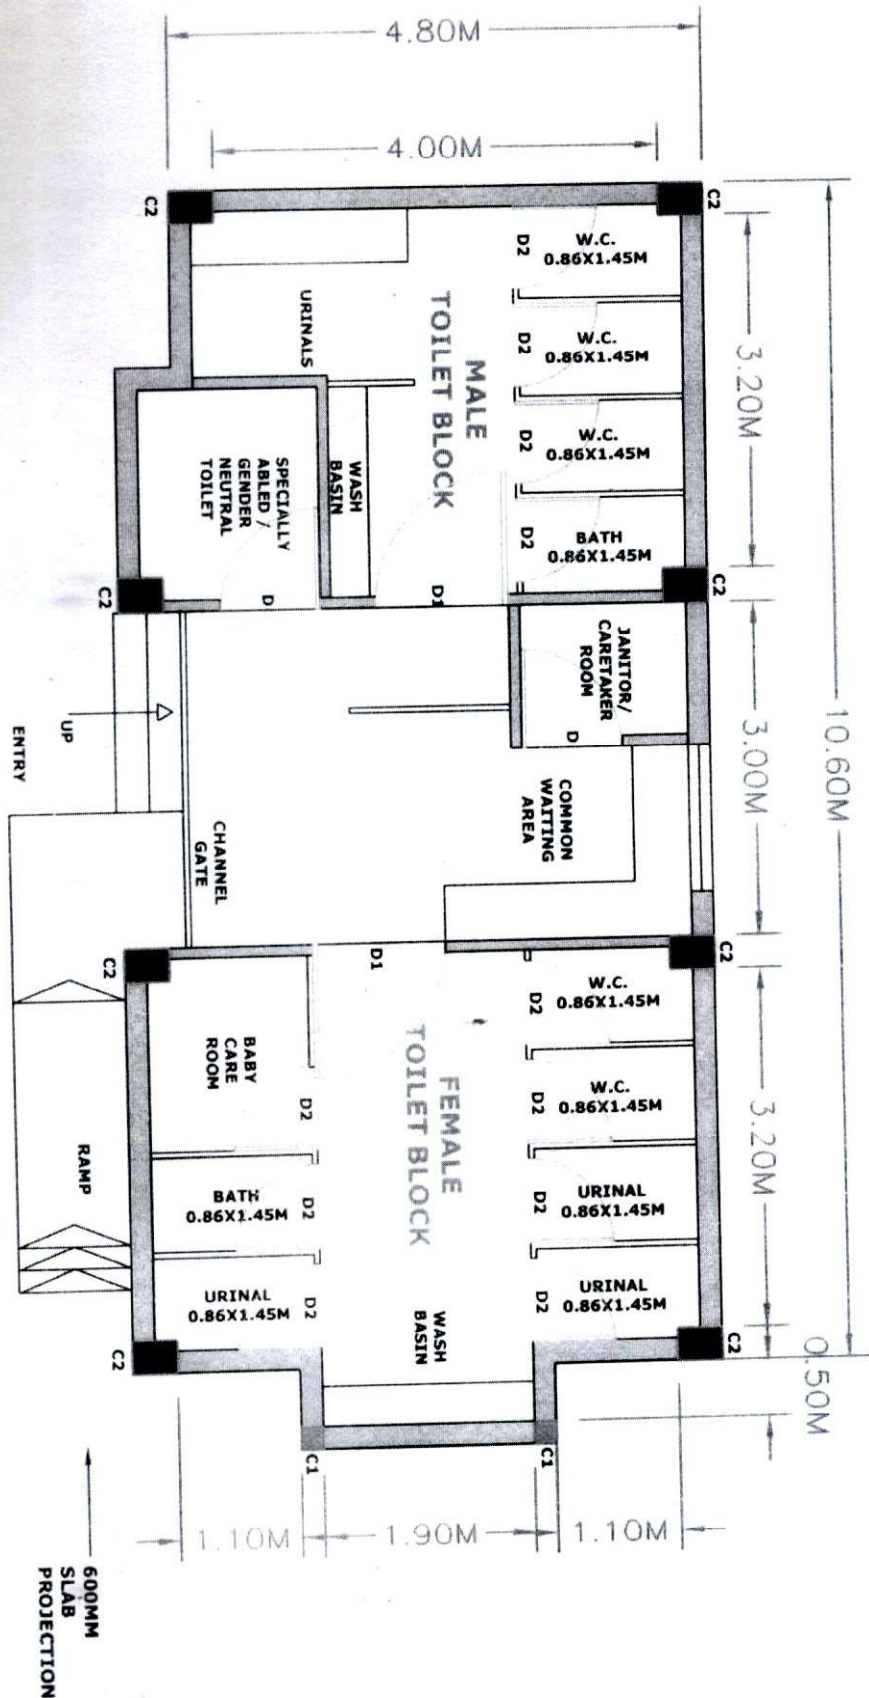 4.80M
4.00M
10.60M
3.20M
3.00M
3.20M
0.50M
C2
C2
C2
C2
W.C.
0.86X1.45M
W.C.
0.86X1.45M
W.C.
0.86X1.45M
BATH
0.86X1.45M
D2
D2
D2
D2
MALE
TOILET BLOCK
URINALS
WASH
BASIN
SPECIALLY
ABLED /
GENDER
NEUTRAL
TOILET
D
D1
JANITOR/
CARETAKER
ROOM
D
COMMON
WAITING
AREA
CHANNEL
GATE
UP
ENTRY
W.C.
0.86X1.45M
W.C.
0.86X1.45M
URINAL
0.86X1.45M
URINAL
0.86X1.45M
D2
D2
D2
D2
D1
FEMALE
TOILET BLOCK
WASH
BASIN
BABY
CARE
ROOM
BATH
0.86X1.45M
URINAL
0.86X1.45M
D2
D2
D2
RAMP
C2
C2
C2
C2
C1
C1
1.10M
1.90M
1.10M
600MM
SLAB
PROJECTION